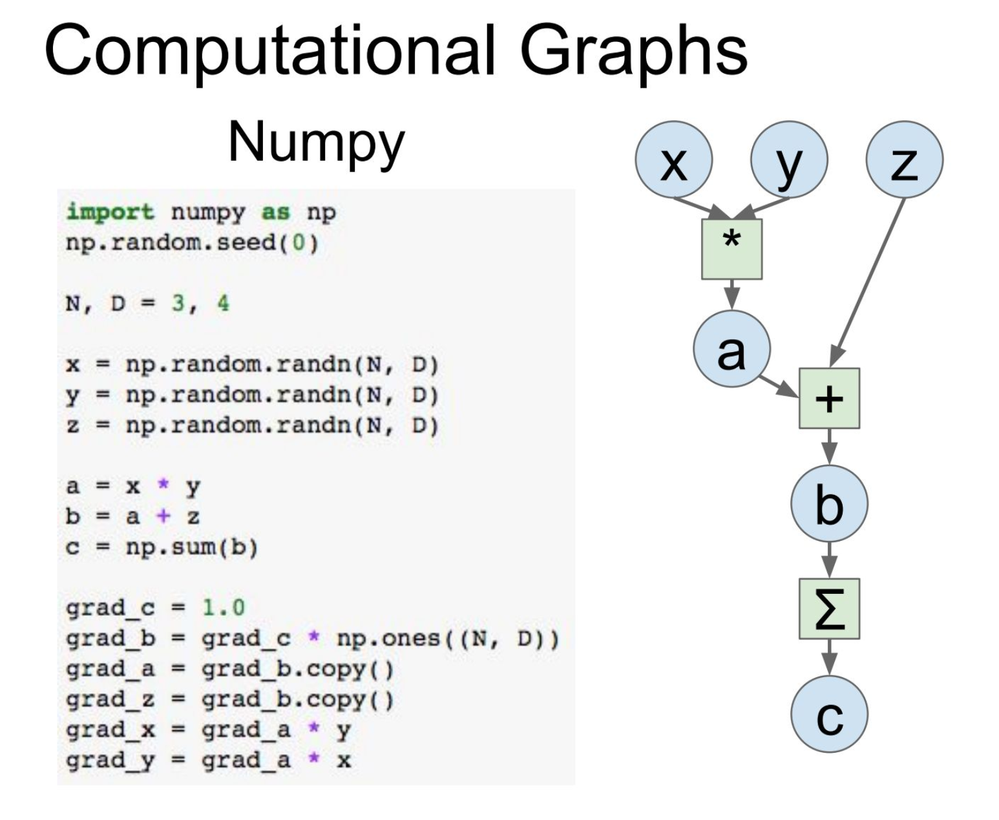 Computational Graphs
Numpy
import numpy as np
np.random.seed(0)
N, D = 3, 4
x = np.random.randn(N, D)
y = np.random.randn(N, D)
z = np.random.randn(N, D)
a = x * y
b = a + z
c = np.sum(b)
grad_c = 1.0
grad_b = grad_c * np.ones((N, D))
grad_a = grad_b.copy()
grad_z = grad_b.copy()
grad_x = grad_a * y
grad_y = grad_a * x
x y z
*
a
+
b
Σ
c